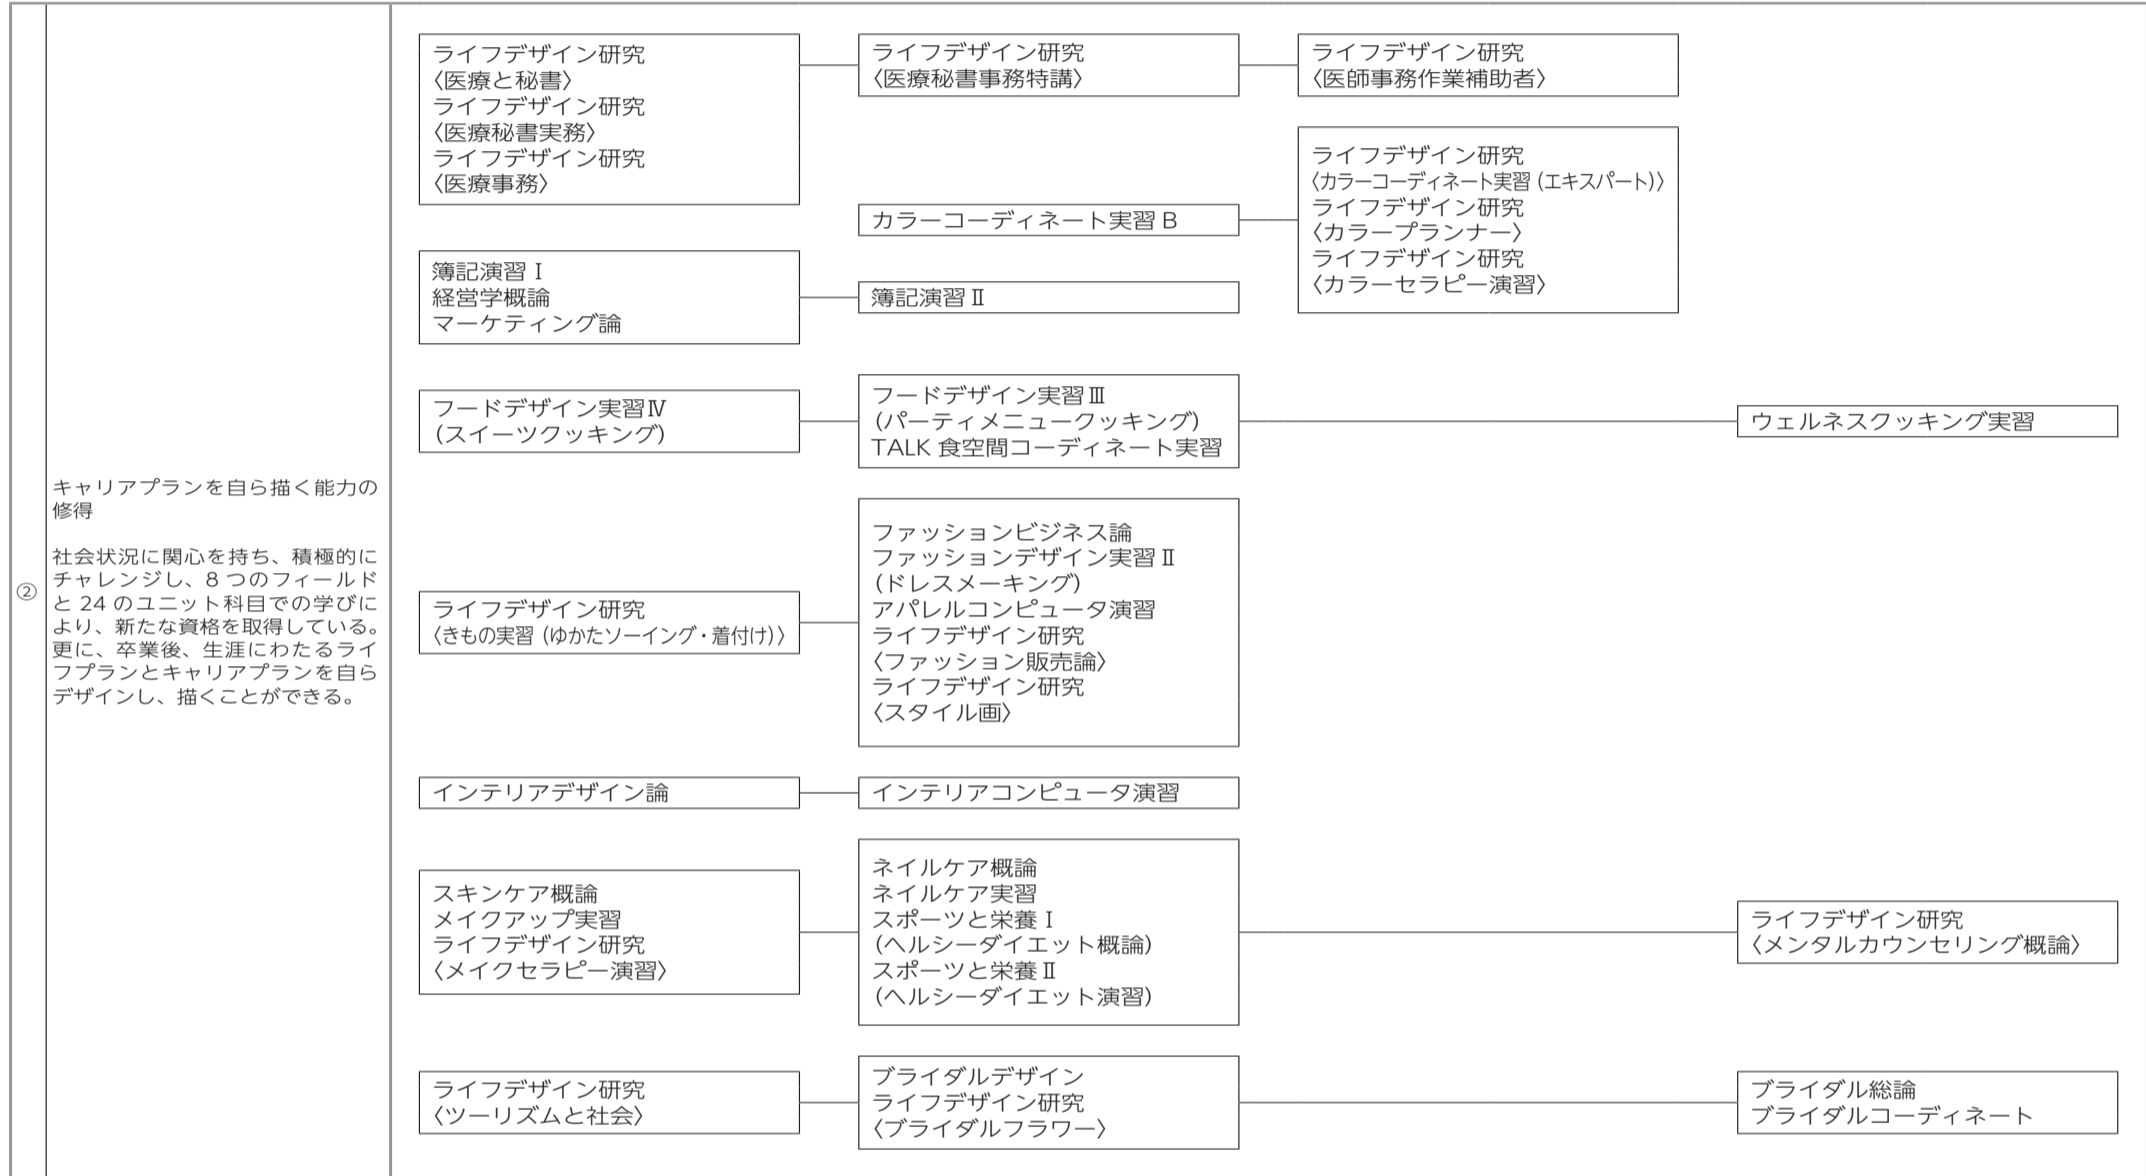 ②
キャリアプランを自ら描く能力の
修得
社会状況に関心を持ち、積極的に
チャレンジし、8 つのフィールド
と 24 のユニット科目での学びに
より、新たな資格を取得している。
更に、卒業後、生涯にわたるライ
フプランとキャリアプランを自ら
デザインし、描くことができる。
ライフデザイン研究
〈医療と秘書〉
ライフデザイン研究
〈医療秘書実務〉
ライフデザイン研究
〈医療事務〉
ライフデザイン研究
〈医療秘書事務特講〉
ライフデザイン研究
〈医師事務作業補助者〉
カラーコーディネート実習 B
ライフデザイン研究
〈カラーコーディネート実習 (エキスパート)〉
ライフデザイン研究
〈カラープランナー〉
ライフデザイン研究
〈カラーセラピー演習〉
簿記演習 Ⅰ
経営学概論
マーケティング論
簿記演習 Ⅱ
フードデザイン実習Ⅳ
(スイーツクッキング)
フードデザイン実習Ⅲ
(パーティメニュークッキング)
TALK 食空間コーディネート実習
ウェルネスクッキング実習
ライフデザイン研究
〈きもの実習 (ゆかたソーイング・着付け)〉
ファッションビジネス論
ファッションデザイン実習 Ⅱ
(ドレスメーキング)
アパレルコンピュータ演習
ライフデザイン研究
〈ファッション販売論〉
ライフデザイン研究
〈スタイル画〉
インテリアデザイン論
インテリアコンピュータ演習
スキンケア概論
メイクアップ実習
ライフデザイン研究
〈メイクセラピー演習〉
ネイルケア概論
ネイルケア実習
スポーツと栄養 Ⅰ
(ヘルシーダイエット概論)
スポーツと栄養 Ⅱ
(ヘルシーダイエット演習)
ライフデザイン研究
〈メンタルカウンセリング概論〉
ライフデザイン研究
〈ツーリズムと社会〉
ブライダルデザイン
ライフデザイン研究
〈ブライダルフラワー〉
ブライダル総論
ブライダルコーディネート